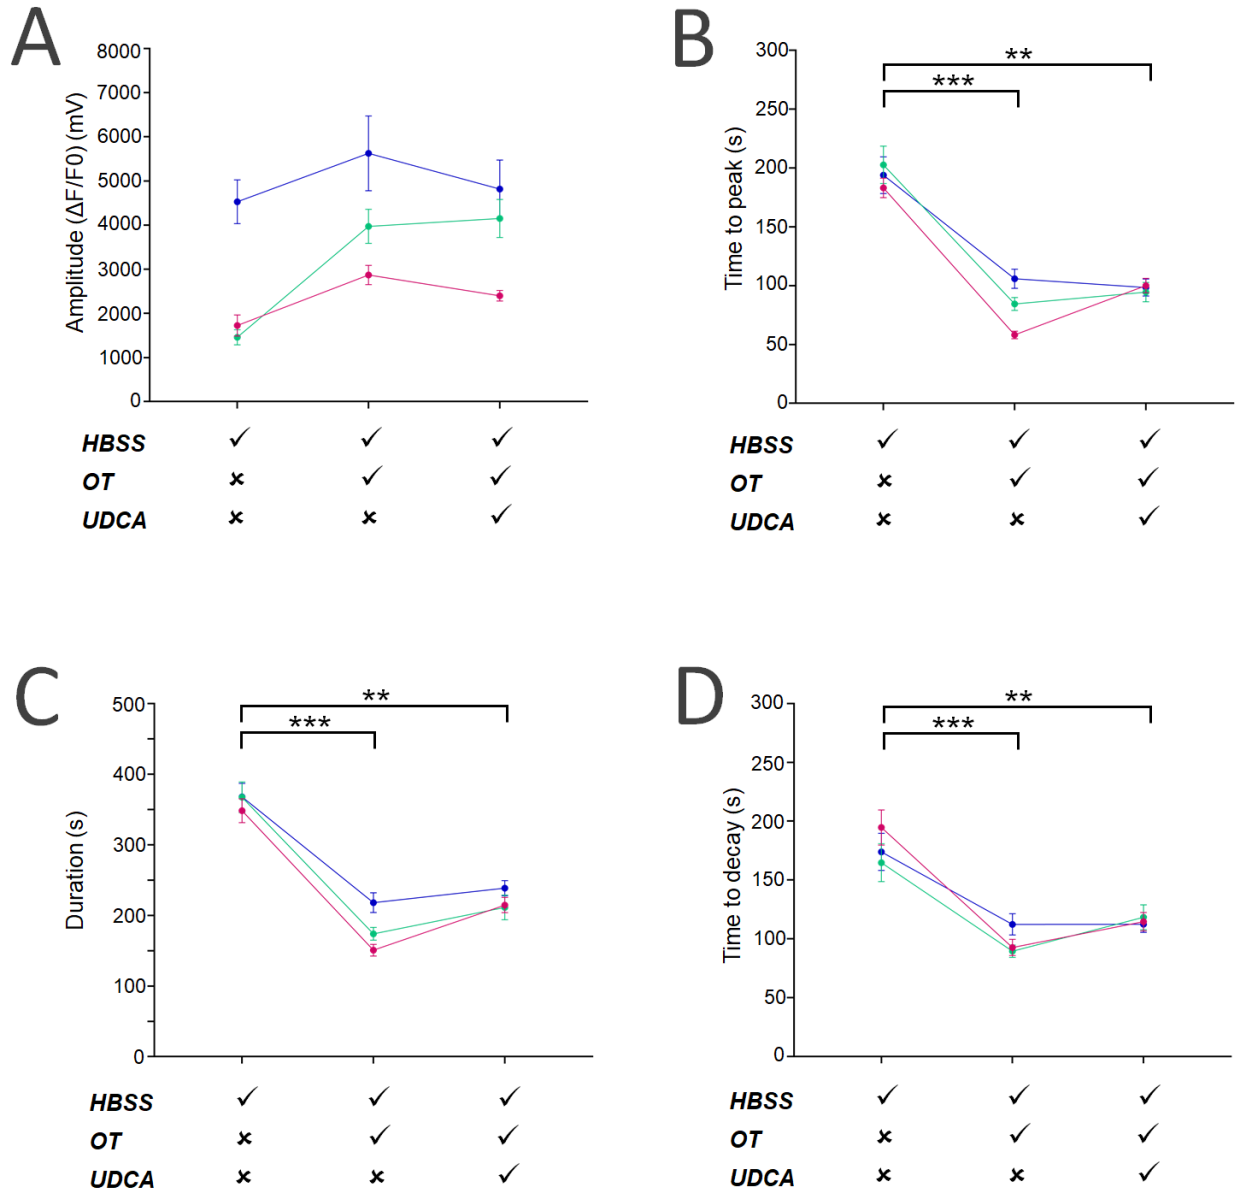 A
8000
7000
6000
5000
4000
3000
2000
1000
0
Amplitude (ΔF/F0) (mV)
HBSS ✓ ✓ ✓
OT ✗ ✓ ✓
UDCA ✗ ✗ ✓
B
300
250
200
150
100
50
0
Time to peak (s)
**
***
HBSS ✓ ✓ ✓
OT ✗ ✓ ✓
UDCA ✗ ✗ ✓
C
500
400
300
200
100
0
Duration (s)
**
***
HBSS ✓ ✓ ✓
OT ✗ ✓ ✓
UDCA ✗ ✗ ✓
D
300
250
200
150
100
50
0
Time to decay (s)
**
***
HBSS ✓ ✓ ✓
OT ✗ ✓ ✓
UDCA ✗ ✗ ✓